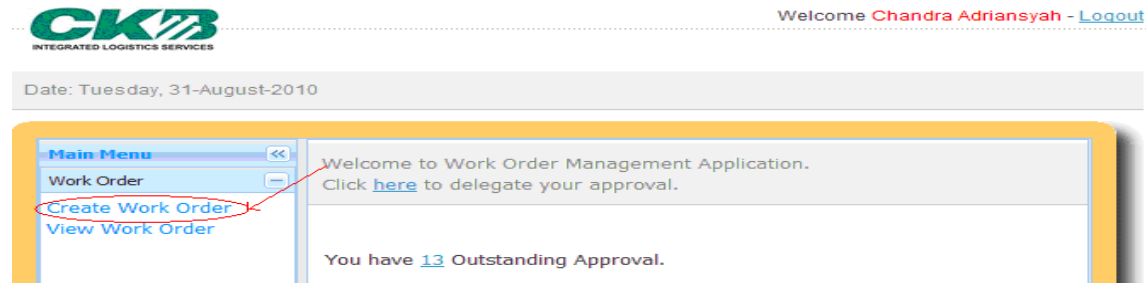 CKB
INTEGRATED LOGISTICS SERVICES
Welcome Chandra Adriansyah - Logout
Date: Tuesday, 31-August-2010
Main Menu
Work Order
Create Work Order
View Work Order
Welcome to Work Order Management Application.
Click here to delegate your approval.
You have 13 Outstanding Approval.